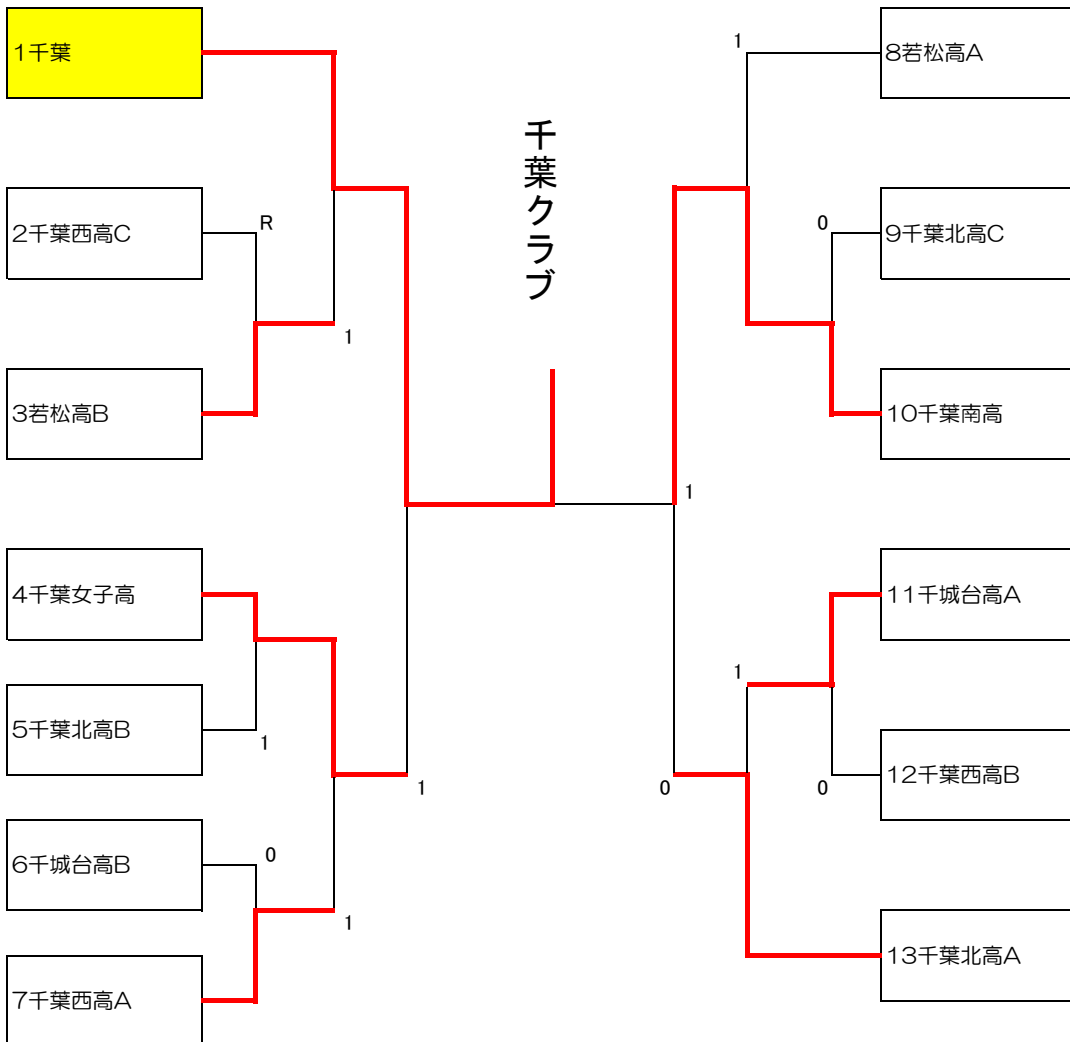 1千葉
2千葉西高C
R
3若松高B
1
4千葉女子高
5千葉北高B
1
6千城台高B
0
7千葉西高A
1
1
千葉クラブ
1
8若松高A
0
9千葉北高C
10千葉南高
1
11千城台高A
1
12千葉西高B
0
0
13千葉北高A